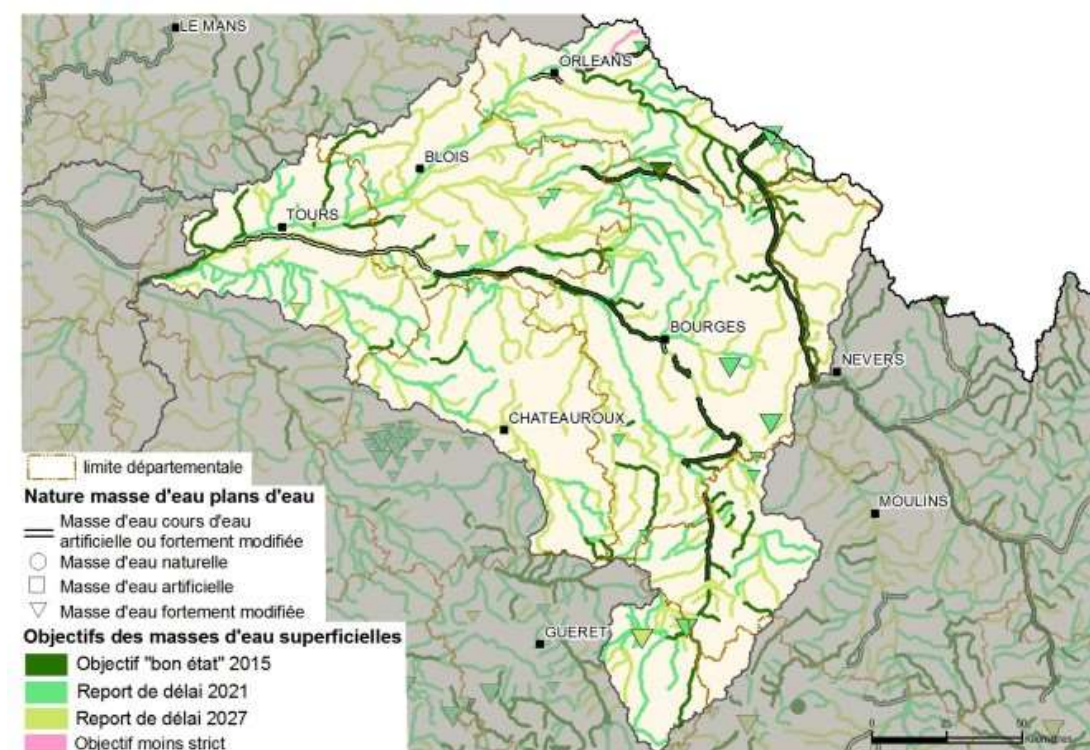 LE MANS
ORLEANS
BLOIS
TOURS
BOURGES
NEVERS
CHATEAUROUX
MOULINS
GUERET
limite départementale
Nature masse d'eau plans d'eau
Masse d'eau cours d'eau
artificielle ou fortement modifiée
Masse d'eau naturelle
Masse d'eau artificielle
Masse d'eau fortement modifiée
Objectifs des masses d'eau superficielles
Objectif "bon état" 2015
Report de délai 2021
Report de délai 2027
Objectif moins strict
0 25 50
Kilomètres